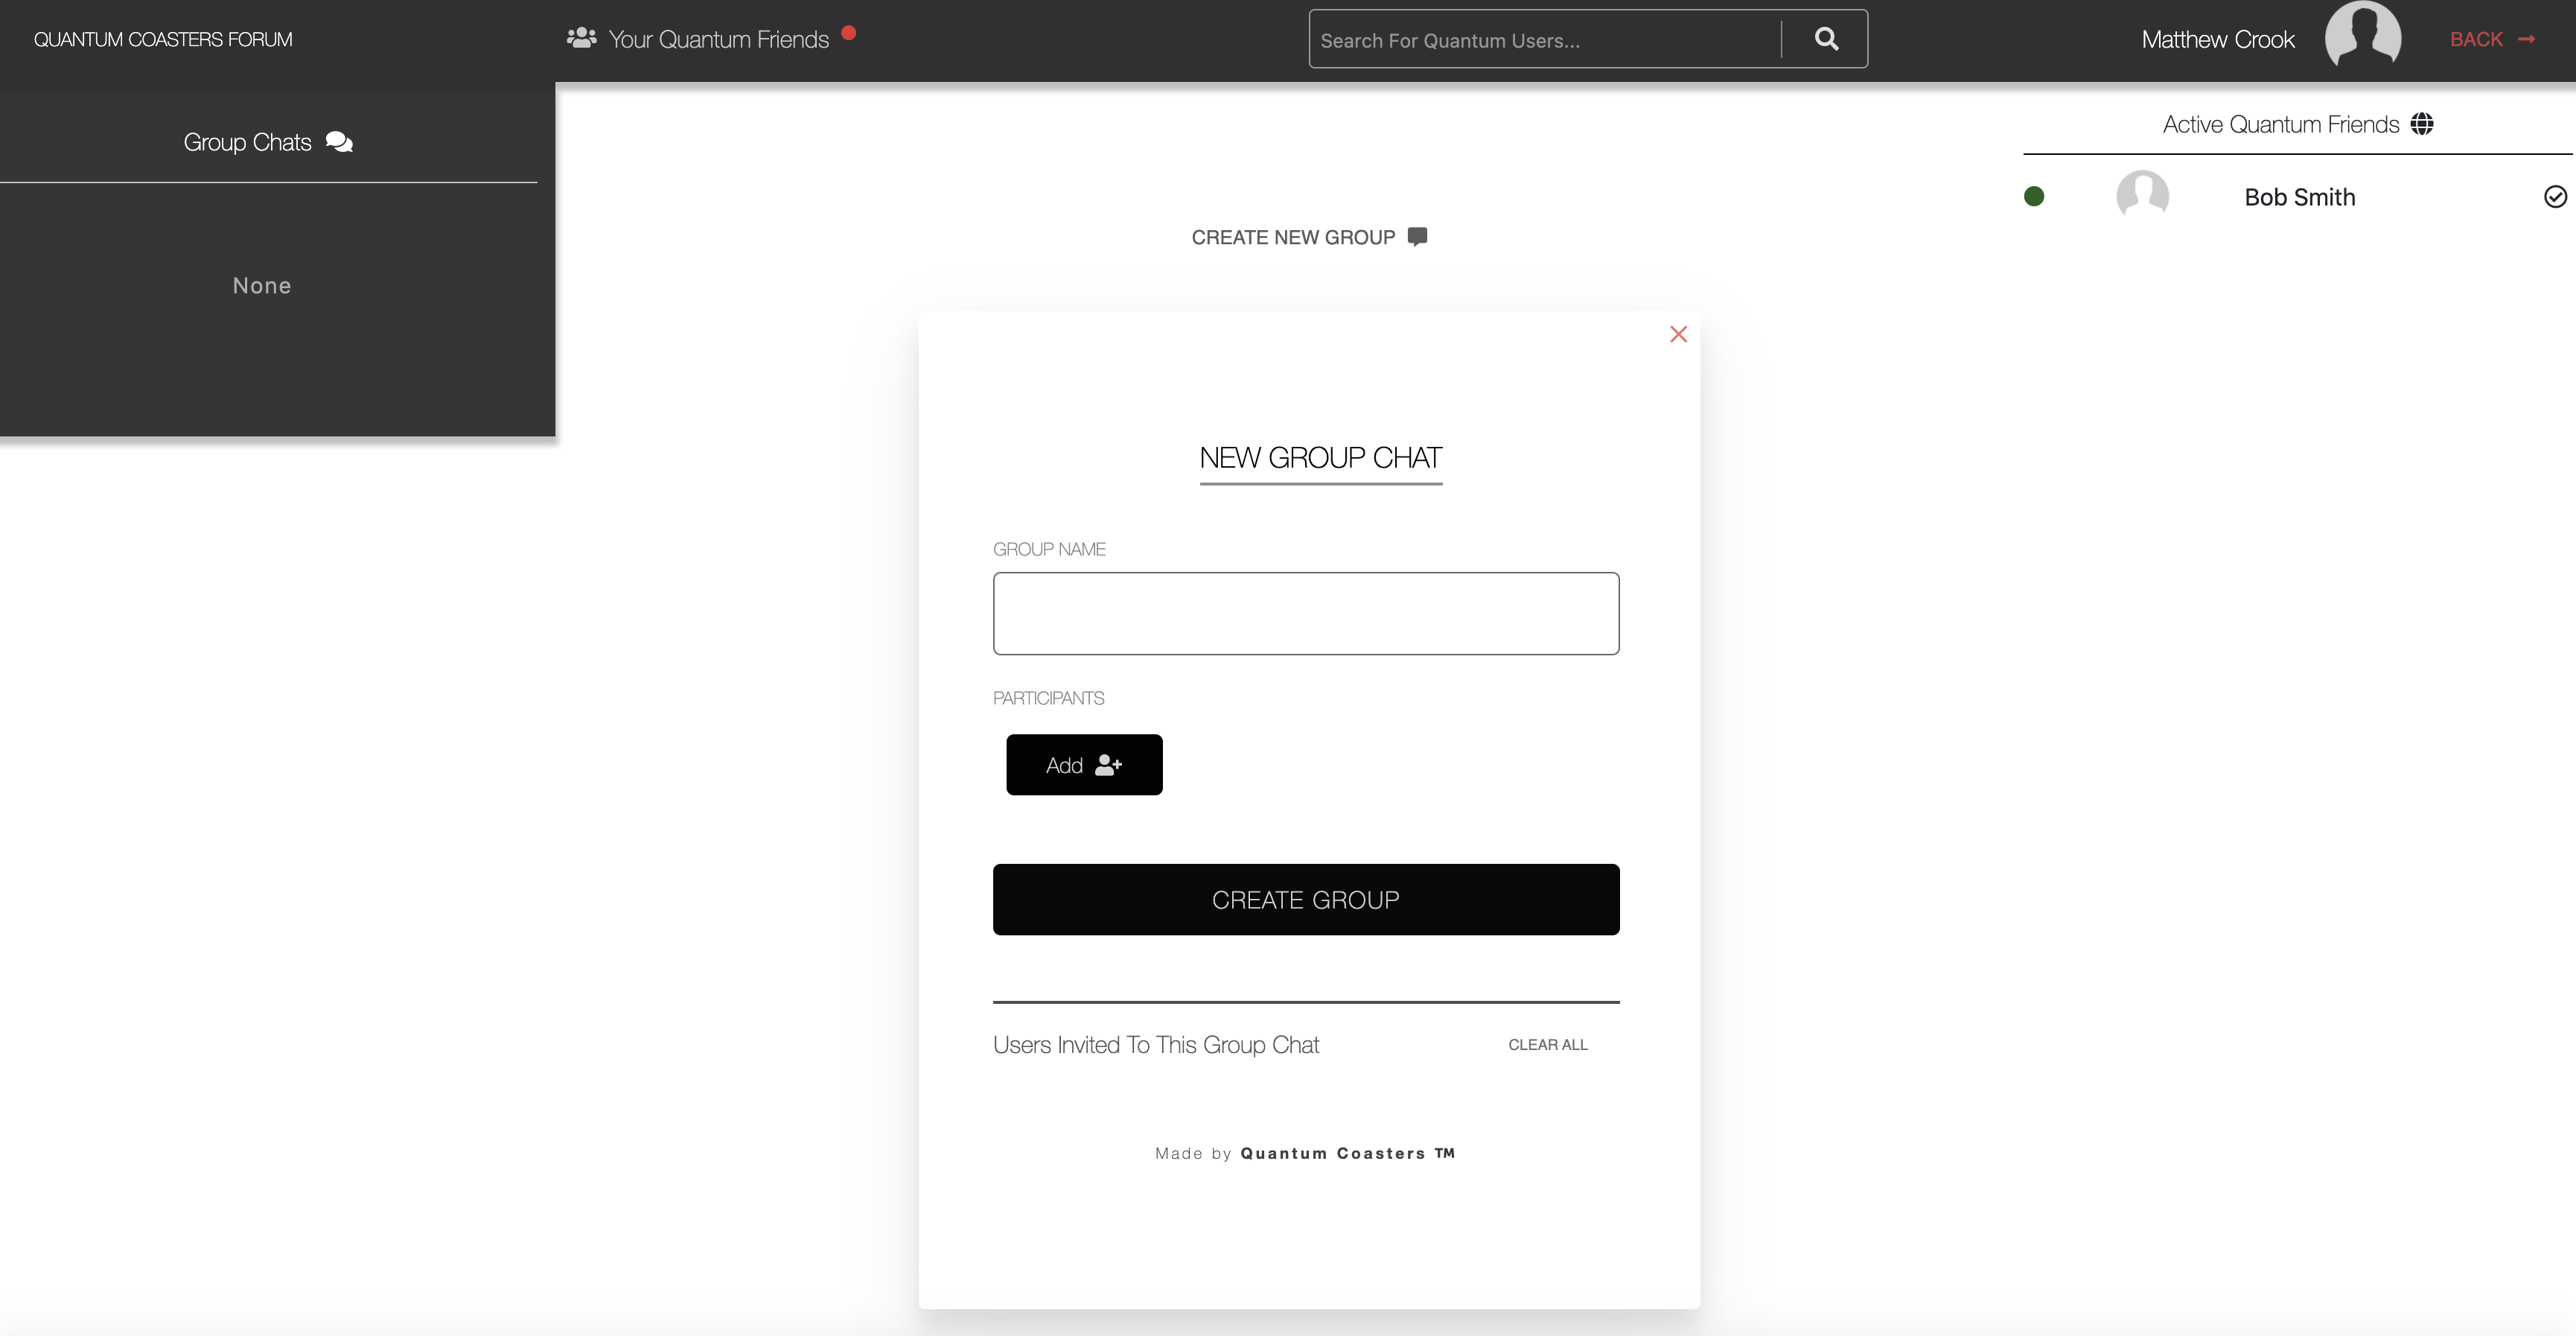 QUANTUM COASTERS FORUM
Your Quantum Friends
Search For Quantum Users...
Matthew Crook
BACK
Group Chats
None
Active Quantum Friends
Bob Smith
CREATE NEW GROUP
NEW GROUP CHAT
GROUP NAME
PARTICIPANTS
Add
CREATE GROUP
Users Invited To This Group Chat
CLEAR ALL
Made by Quantum Coasters ™